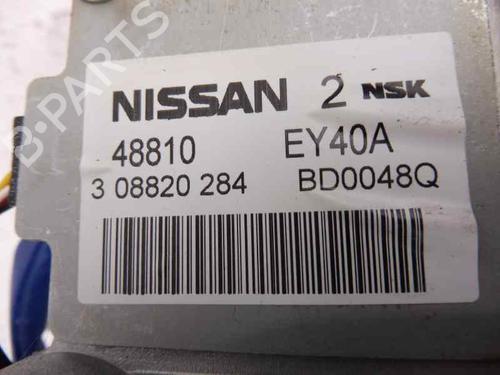 B-PARTS
NISSAN 2 NSK
48810 EY40A
3 08820 284 BD0048Q